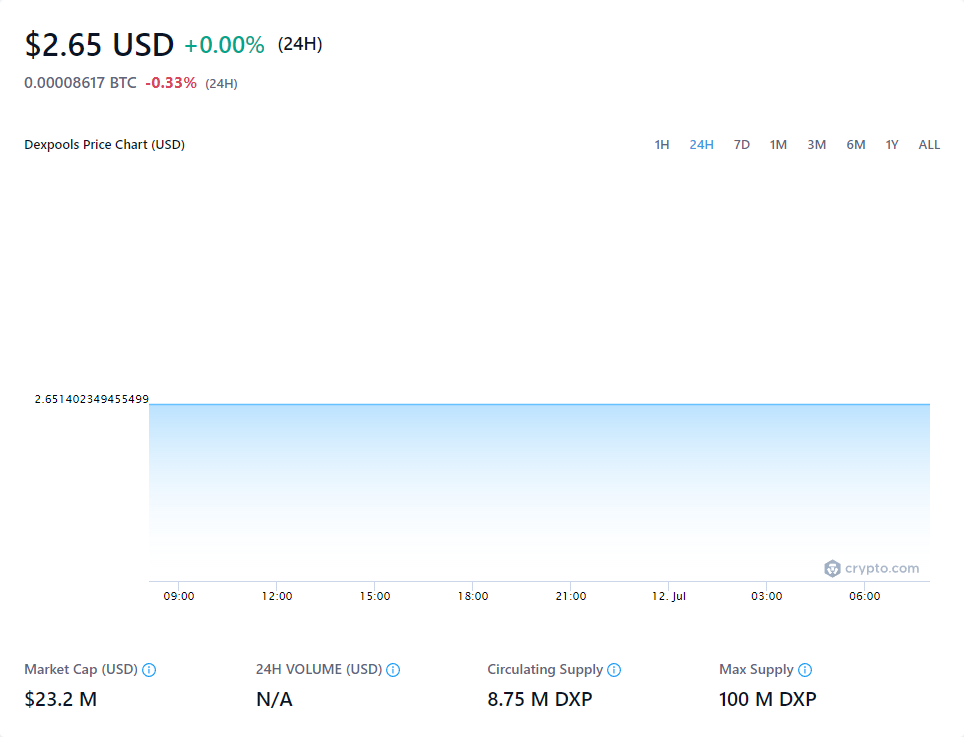 $2.65 USD +0.00% (24H)
0.00008617 BTC -0.33% (24H)
Dexpools Price Chart (USD) 1H 24H 7D 1M 3M 6M 1Y ALL
2.651402349455499
crypto.com
09:00 12:00 15:00 18:00 21:00 12. Jul 03:00 06:00
Market Cap (USD) 24H VOLUME (USD) Circulating Supply Max Supply
$23.2 M N/A 8.75 M DXP 100 M DXP